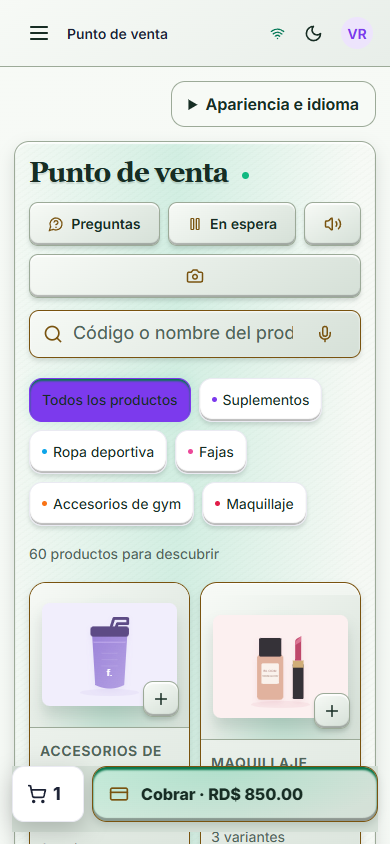 Punto de venta
VR
Apariencia e idioma
Punto de venta
Preguntas
En espera
Código o nombre del prod
Todos los productos
Suplementos
Ropa deportiva
Fajas
Accesorios de gym
Maquillaje
60 productos para descubrir
f.
ACCESORIOS DE
MAQUILLAJE
1
Cobrar · RD$ 850.00
3 variantes